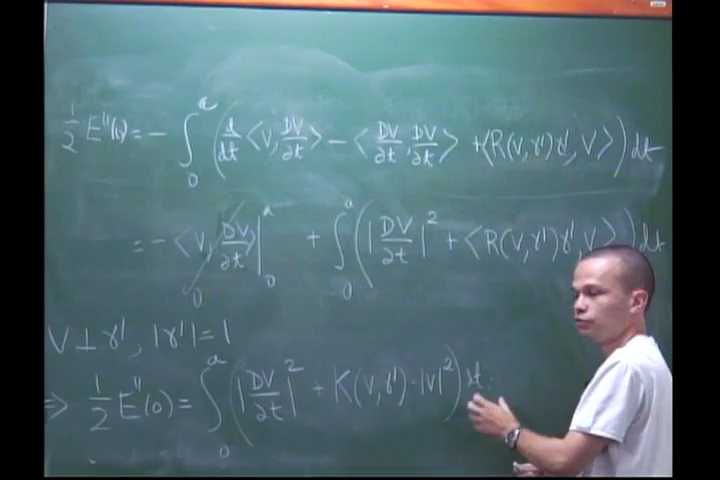 1/2 E''(0) = - ∫₀ᵃ ( d/dt <V, DV/∂t> - <DV/∂t, DV/∂t> + <R(V,γ')γ', V> ) dt
= - <V, DV/∂t> |₀ᵃ 0 + ∫₀ᵃ ( |DV/∂t|² + <R(V,γ')γ', V> ) dt
V ⊥ γ', |γ'| = 1
⇒ 1/2 E''(0) = ∫₀ᵃ ( |DV/∂t|² + K(V,γ')·|V|² ) dt.